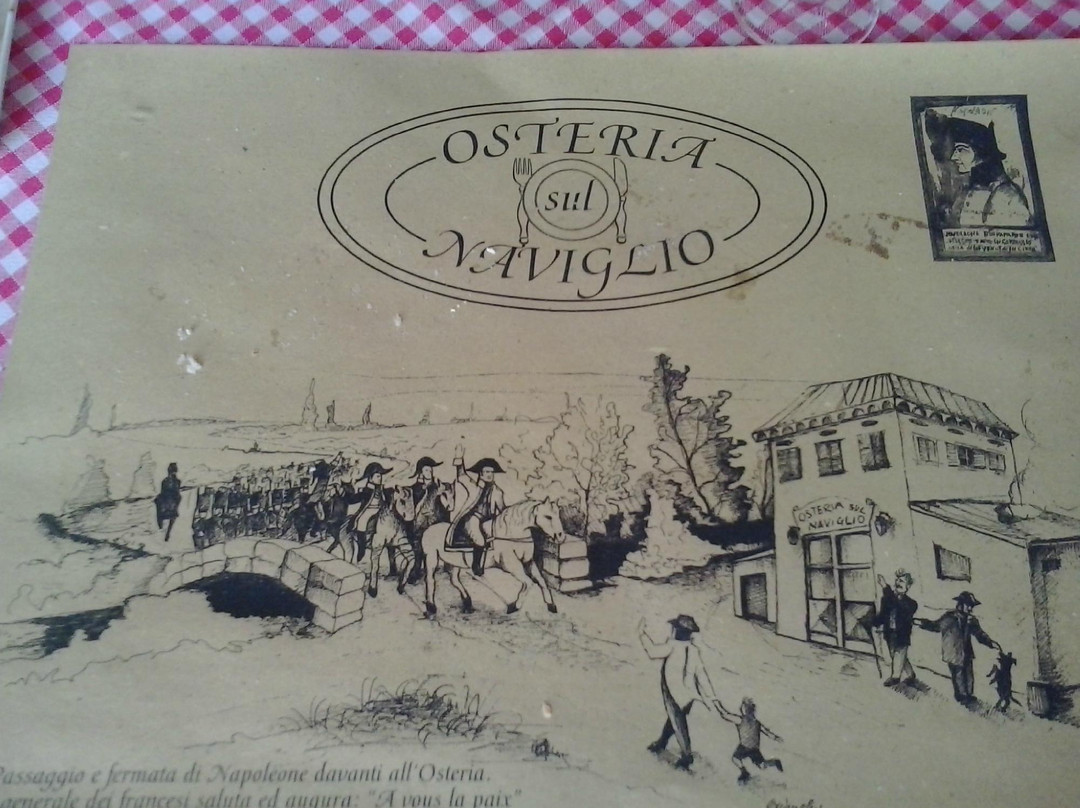 OSTERIA
sul
NAVIGLIO
OSTERIA SUL
NAVIGLIO
Passaggio e fermata di Napoleone davanti all'Osteria.
generale dei francesi saluta ed augura: "A vous la paix"